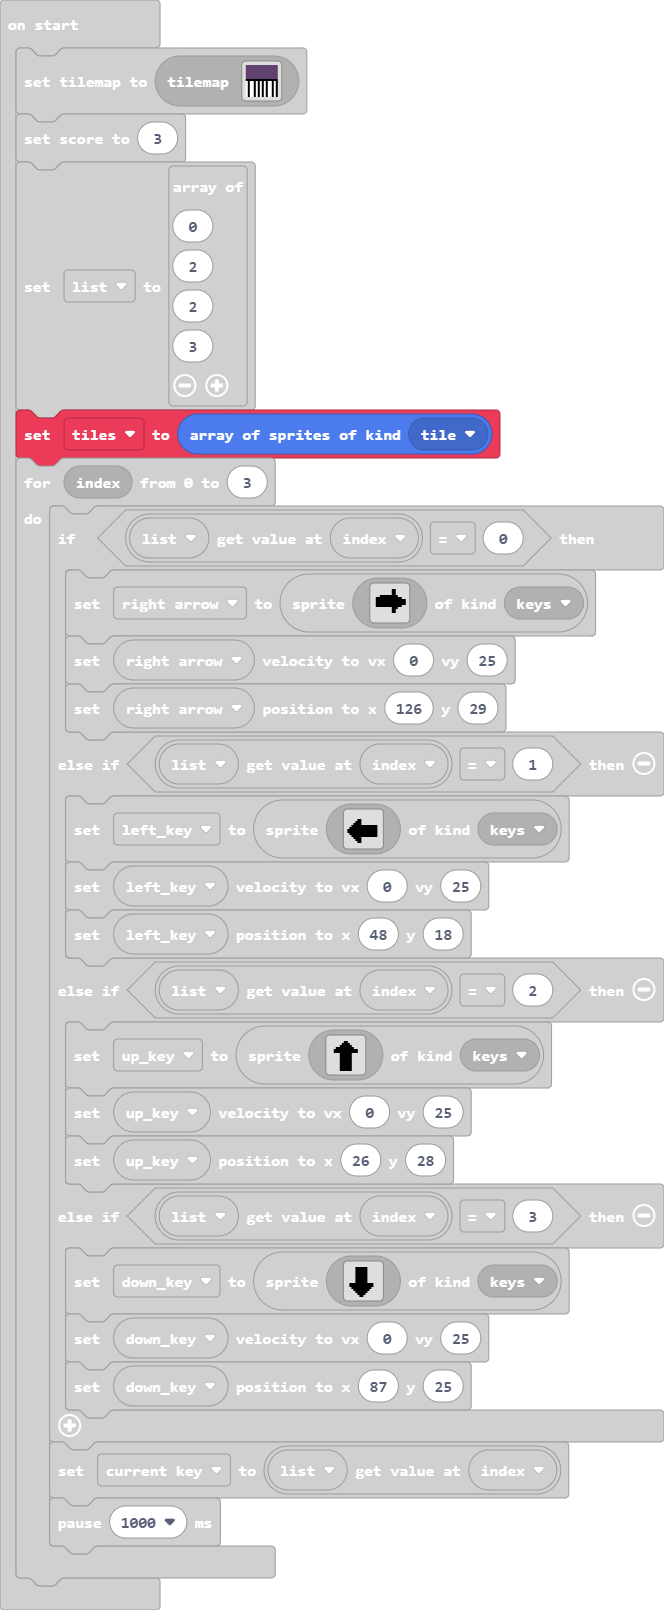 on start
set tilemap to tilemap
set score to 3
array of
0
2
set list to
2
3
set tiles to array of sprites of kind tile
for index from 0 to 3
do
if list get value at index = 0 then
set right arrow to sprite of kind keys
set right arrow velocity to vx 0 vy 25
set right arrow position to x 126 y 29
else if list get value at index = 1 then
set left_key to sprite of kind keys
set left_key velocity to vx 0 vy 25
set left_key position to x 48 y 18
else if list get value at index = 2 then
set up_key to sprite of kind keys
set up_key velocity to vx 0 vy 25
set up_key position to x 26 y 28
else if list get value at index = 3 then
set down_key to sprite of kind keys
set down_key velocity to vx 0 vy 25
set down_key position to x 87 y 25
set current key to list get value at index
pause 1000 ms